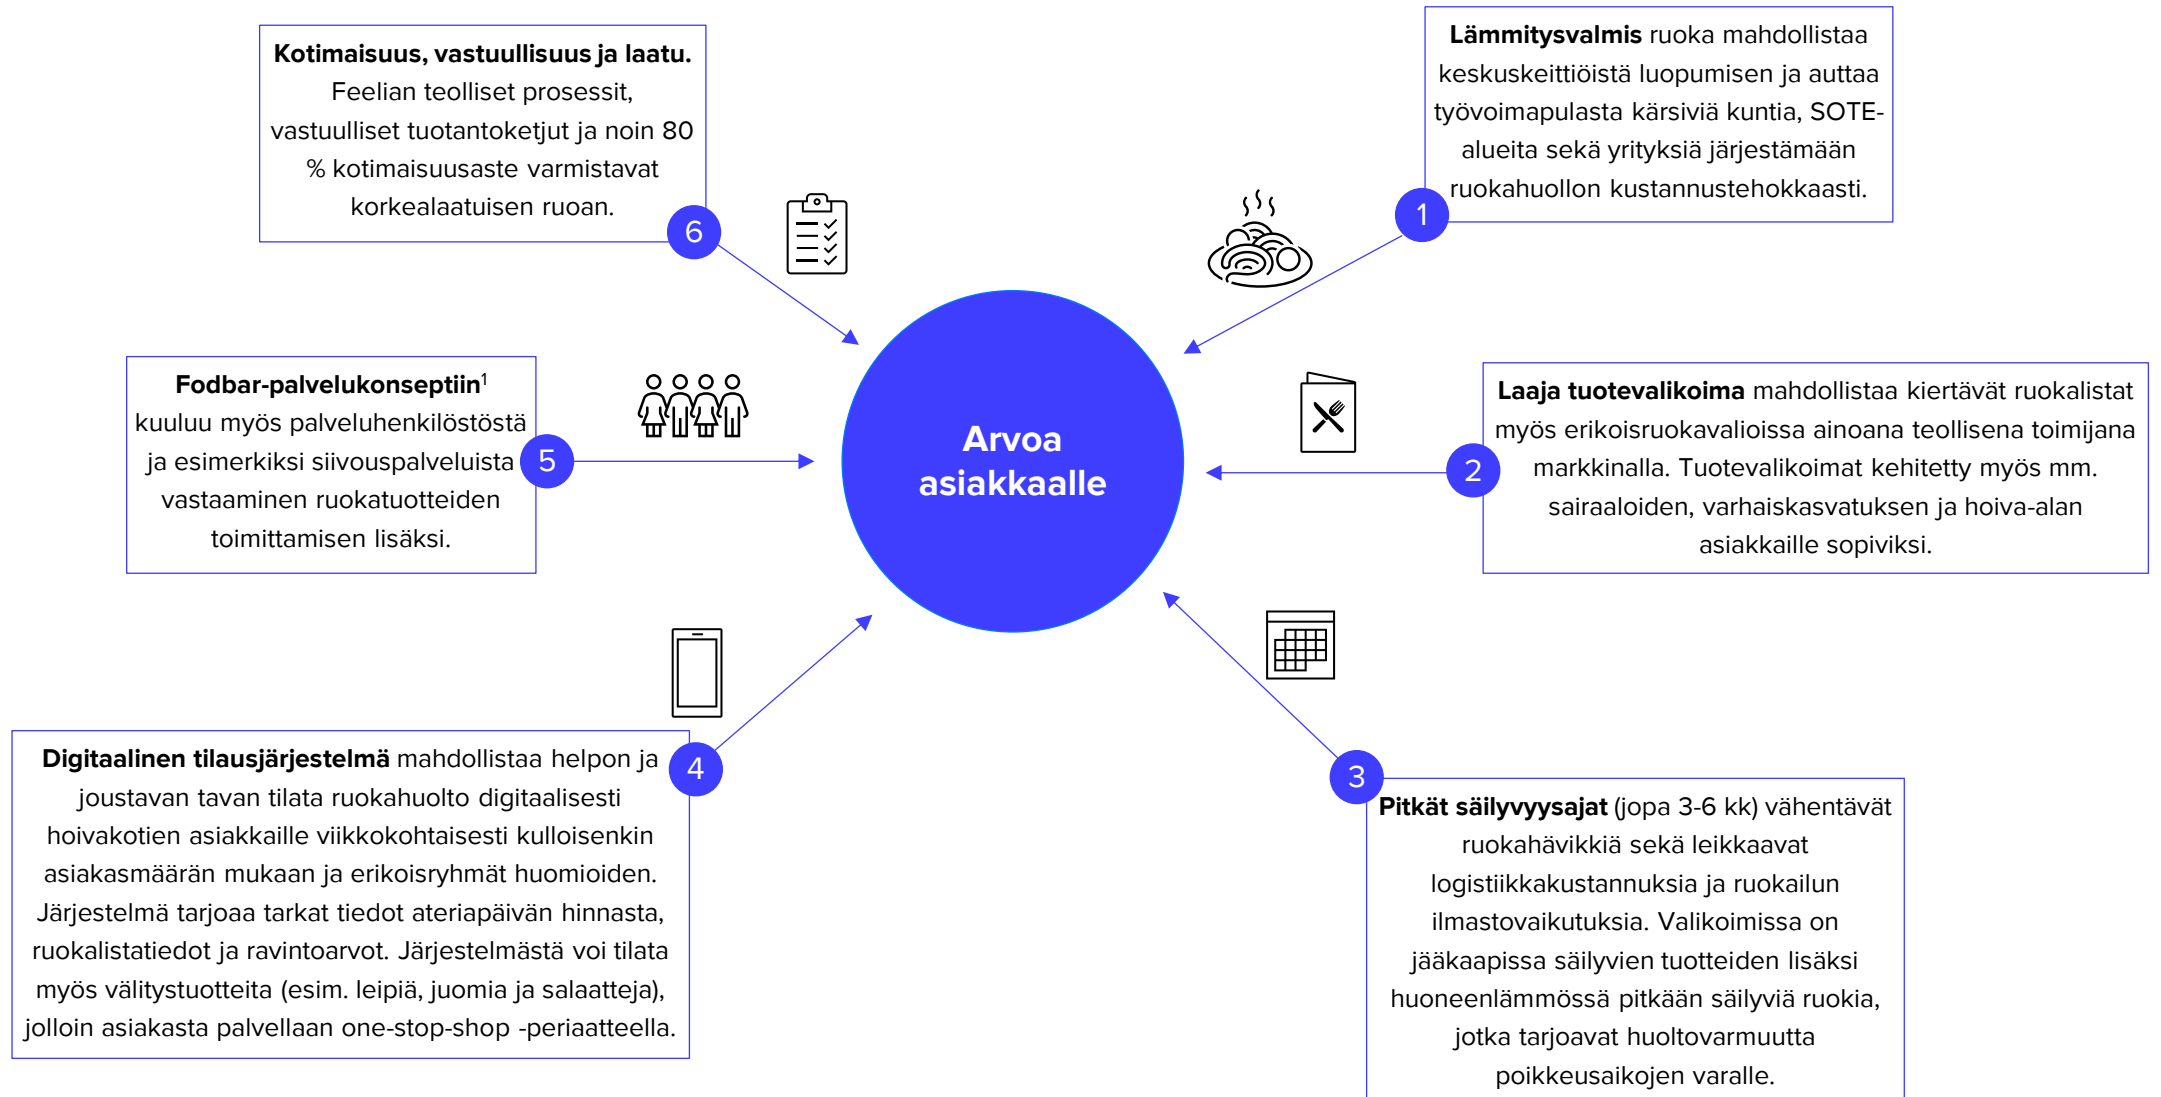 Kotimaisuus, vastuullisuus ja laatu.
Feelian teolliset prosessit,
vastuulliset tuotantoketjut ja noin 80
% kotimaisuusaste varmistavat
korkealaatuisen ruoan.
6
Lämmitysvalmis ruoka mahdollistaa
keskuskeittiöistä luopumisen ja auttaa
työvoimapulasta kärsiviä kuntia, SOTE-
alueita sekä yrityksiä järjestämään
ruokahuollon kustannustehokkaasti.
1
Fodbar-palvelukonseptiin¹
kuuluu myös palveluhenkilöstöstä
ja esimerkiksi siivouspalveluista
vastaaminen ruokatuotteiden
toimittamisen lisäksi.
5
Arvoa
asiakkaalle
Laaja tuotevalikoima mahdollistaa kiertävät ruokalistat
myös erikoisruokavalioissa ainoana teollisena toimijana
markkinalla. Tuotevalikoimat kehitetty myös mm.
sairaaloiden, varhaiskasvatuksen ja hoiva-alan
asiakkaille sopiviksi.
2
Digitaalinen tilausjärjestelmä mahdollistaa helpon ja
joustavan tavan tilata ruokahuolto digitaalisesti
hoivakotien asiakkaille viikkokohtaisesti kulloisenkin
asiakasmäärän mukaan ja erikoisryhmät huomioiden.
Järjestelmä tarjoaa tarkat tiedot ateriapäivän hinnasta,
ruokalistatiedot ja ravintoarvot. Järjestelmästä voi tilata
myös välitystuotteita (esim. leipiä, juomia ja salaatteja),
jolloin asiakasta palvellaan one-stop-shop -periaatteella.
4
3
Pitkät säilyvyysajat (jopa 3-6 kk) vähentävät
ruokahävikkiä sekä leikkaavat
logistiikkakustannuksia ja ruokailun
ilmastovaikutuksia. Valikoimissa on
jääkaapissa säilyvien tuotteiden lisäksi
huoneenlämmössä pitkään säilyviä ruokia,
jotka tarjoavat huoltovarmuutta
poikkeusaikojen varalle.